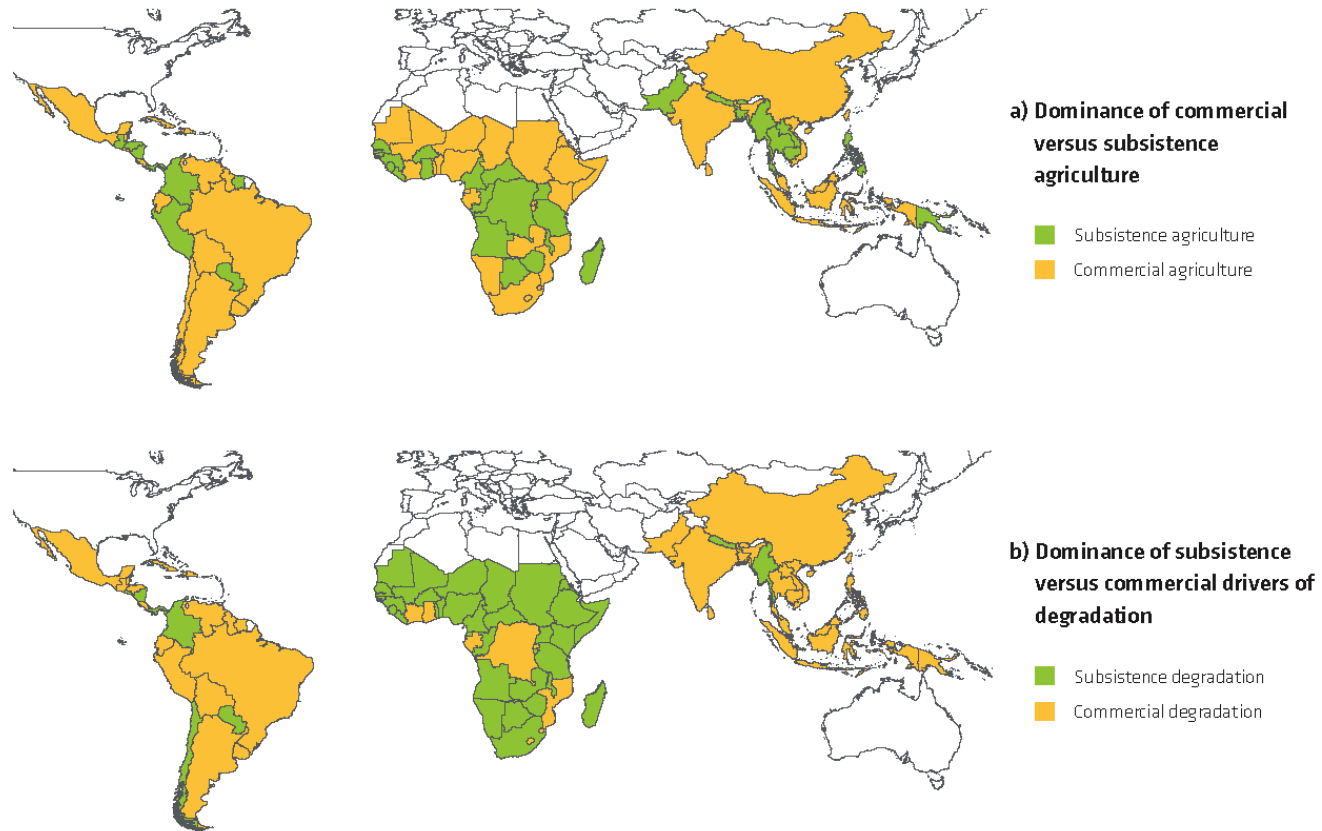 a) Dominance of commercial
versus subsistence
agriculture
Subsistence agriculture
Commercial agriculture
b) Dominance of subsistence
versus commercial drivers of
degradation
Subsistence degradation
Commercial degradation